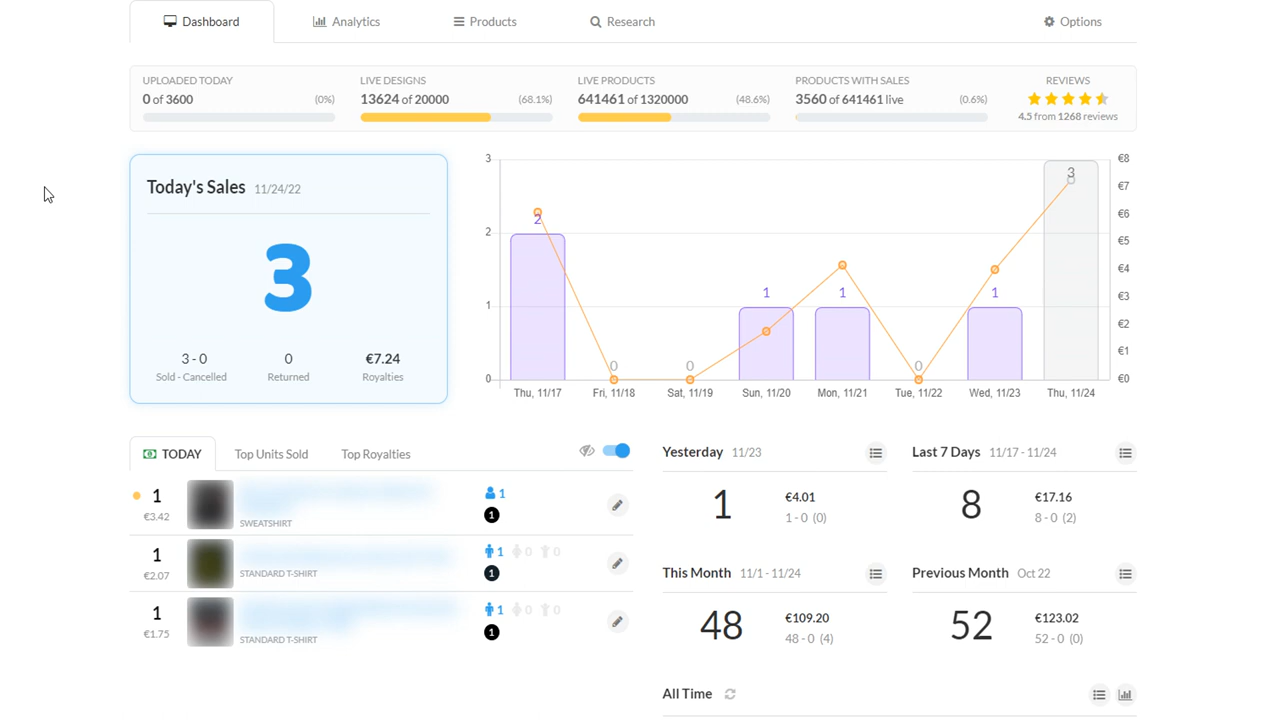 Dashboard
Analytics
Products
Research
Options
UPLOADED TODAY
0 of 3600 (0%)
LIVE DESIGNS
13624 of 20000 (68.1%)
LIVE PRODUCTS
641461 of 1320000 (48.6%)
PRODUCTS WITH SALES
3560 of 641461 live (0.6%)
REVIEWS
4.5 from 1268 reviews
Today's Sales 11/24/22
3
3 - 0
Sold - Cancelled
0
Returned
€7.24
Royalties
3
2
1
0
2
0
0
1
1
0
1
3
€8
€7
€6
€5
€4
€3
€2
€1
€0
Thu, 11/17
Fri, 11/18
Sat, 11/19
Sun, 11/20
Mon, 11/21
Tue, 11/22
Wed, 11/23
Thu, 11/24
TODAY
Top Units Sold
Top Royalties
1
€3.42
SWEATSHIRT
1
1
1
€2.07
STANDARD T-SHIRT
1 0 0
1
1
€1.75
STANDARD T-SHIRT
1 0 0
1
Yesterday 11/23
1
€4.01
1 - 0 (0)
Last 7 Days 11/17 - 11/24
8
€17.16
8 - 0 (2)
This Month 11/1 - 11/24
48
€109.20
48 - 0 (4)
Previous Month Oct 22
52
€123.02
52 - 0 (0)
All Time